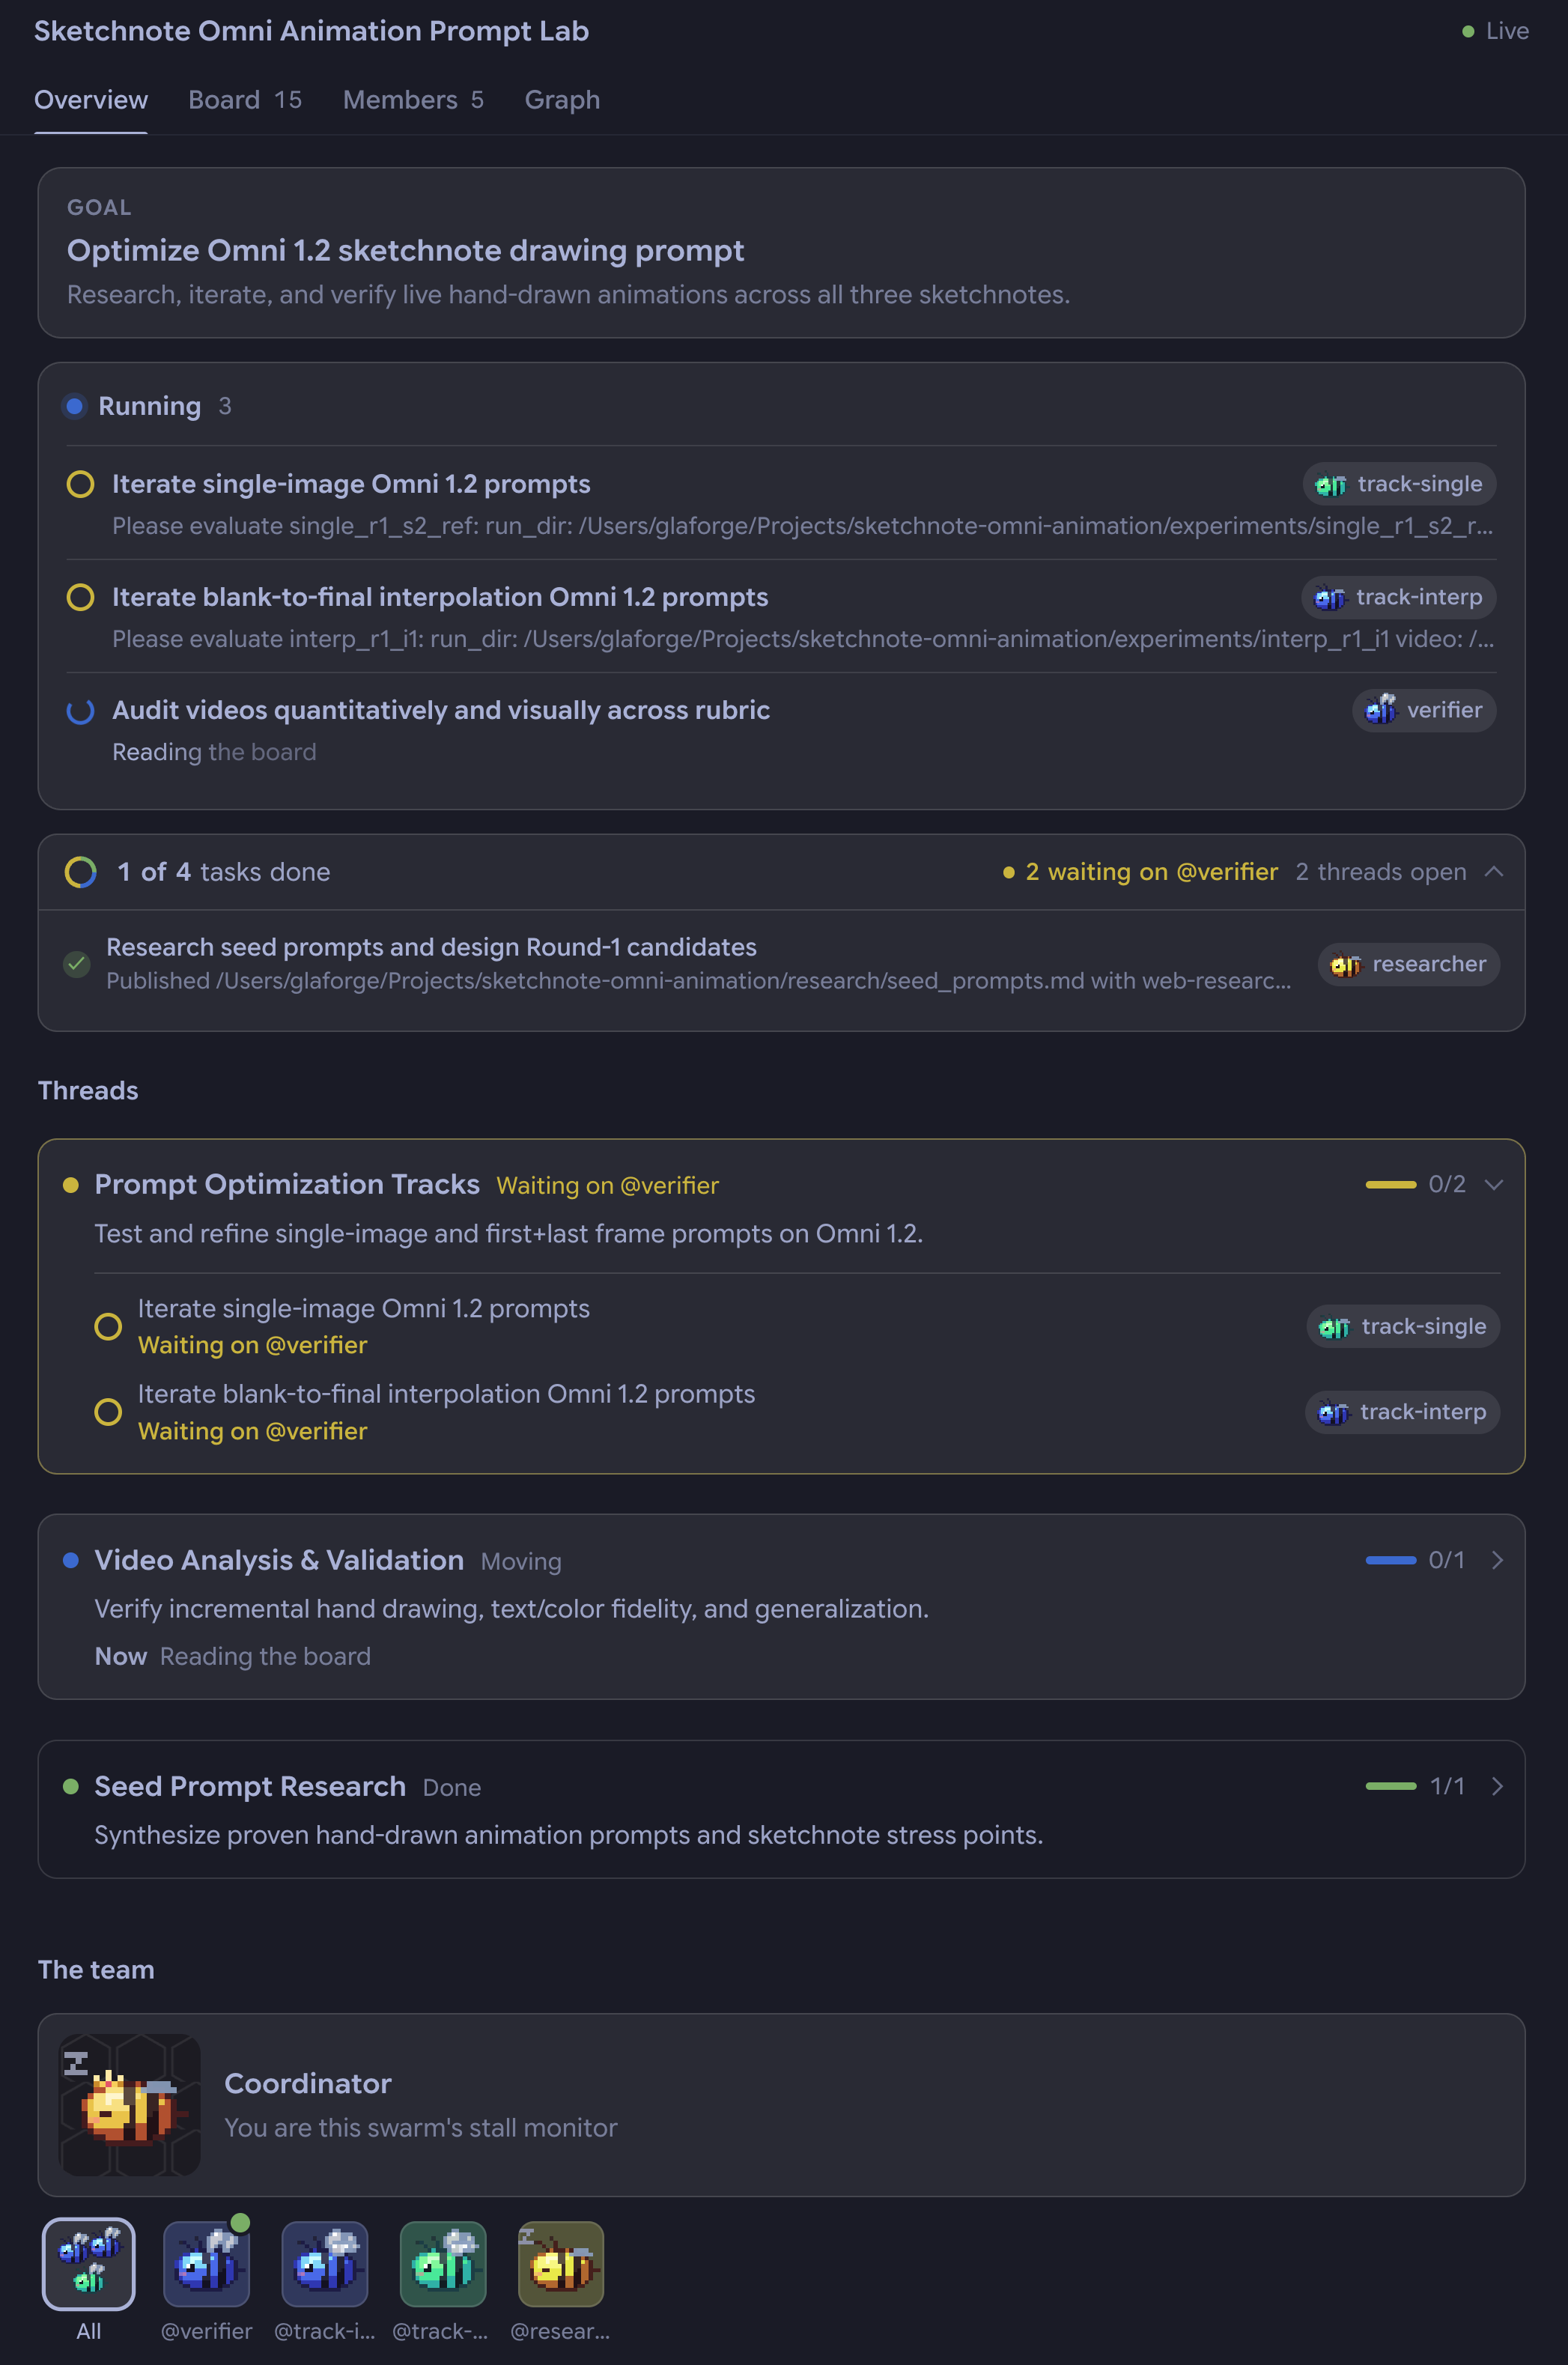 Sketchnote Omni Animation Prompt Lab
Live
Overview Board 15 Members 5 Graph
GOAL
Optimize Omni 1.2 sketchnote drawing prompt
Research, iterate, and verify live hand-drawn animations across all three sketchnotes.
Running 3
Iterate single-image Omni 1.2 prompts
track-single
Please evaluate single_r1_s2_ref: run_dir: /Users/glaforge/Projects/sketchnote-omni-animation/experiments/single_r1_s2_r...
Iterate blank-to-final interpolation Omni 1.2 prompts
track-interp
Please evaluate interp_r1_i1: run_dir: /Users/glaforge/Projects/sketchnote-omni-animation/experiments/interp_r1_i1 video: /...
Audit videos quantitatively and visually across rubric
verifier
Reading the board
1 of 4 tasks done
2 waiting on @verifier 2 threads open
Research seed prompts and design Round-1 candidates
Published /Users/glaforge/Projects/sketchnote-omni-animation/research/seed_prompts.md with web-researc...
researcher
Threads
Prompt Optimization Tracks Waiting on @verifier
0/2
Test and refine single-image and first+last frame prompts on Omni 1.2.
Iterate single-image Omni 1.2 prompts
Waiting on @verifier
track-single
Iterate blank-to-final interpolation Omni 1.2 prompts
Waiting on @verifier
track-interp
Video Analysis & Validation Moving
0/1
Verify incremental hand drawing, text/color fidelity, and generalization.
Now Reading the board
Seed Prompt Research Done
1/1
Synthesize proven hand-drawn animation prompts and sketchnote stress points.
The team
Coordinator
You are this swarm's stall monitor
All @verifier @track-i... @track-... @resear...